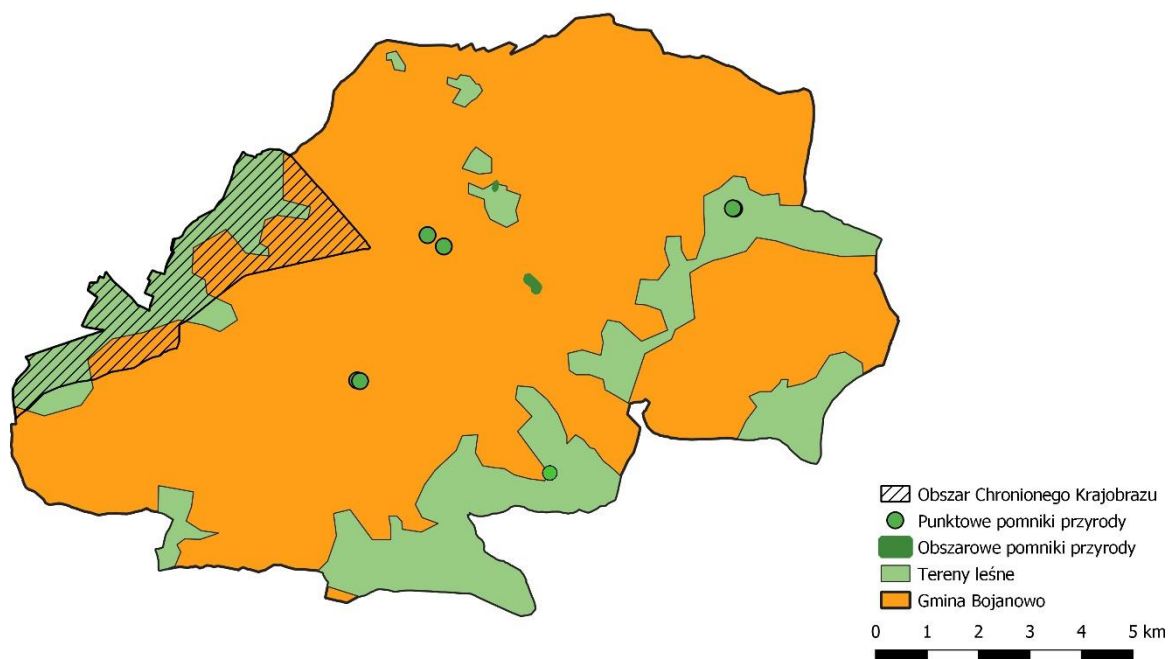 Obszar Chronionego Krajobrazu
Punktowe pomniki przyrody
Obszarowe pomniki przyrody
Tereny leśne
Gmina Bojanowo
0 1 2 3 4 5 km